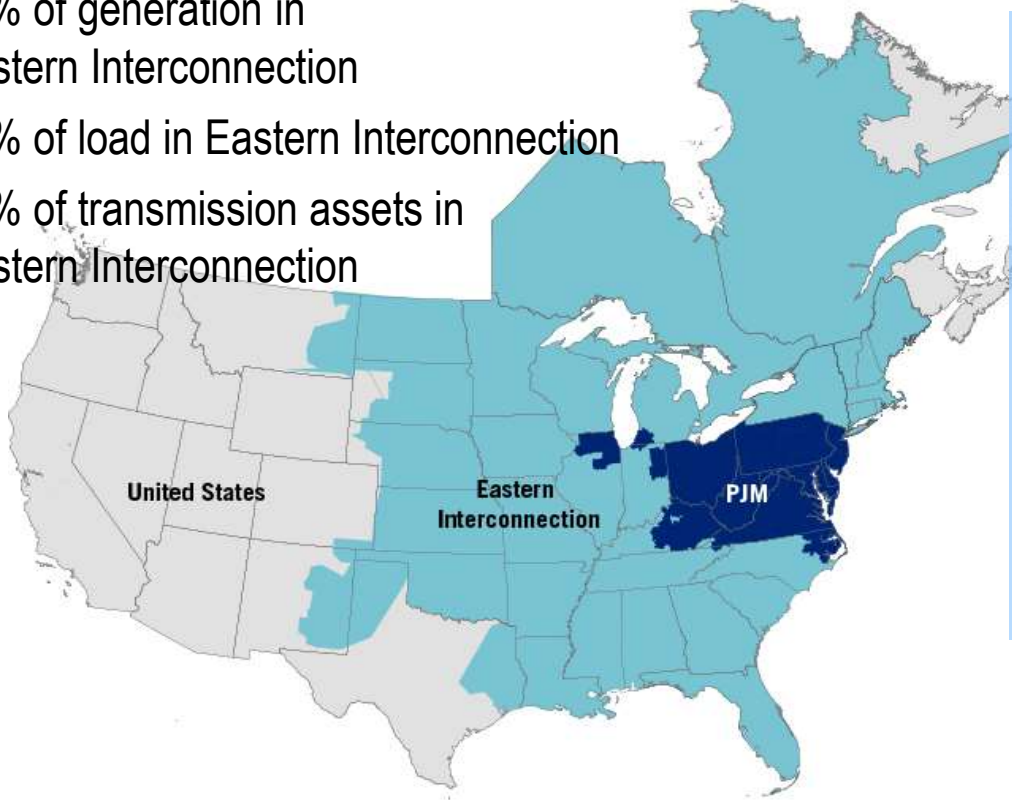 % of generation in
stern Interconnection
% of load in Eastern Interconnection
% of transmission assets in
stern Interconnection
United States
Eastern
Interconnection
PJM